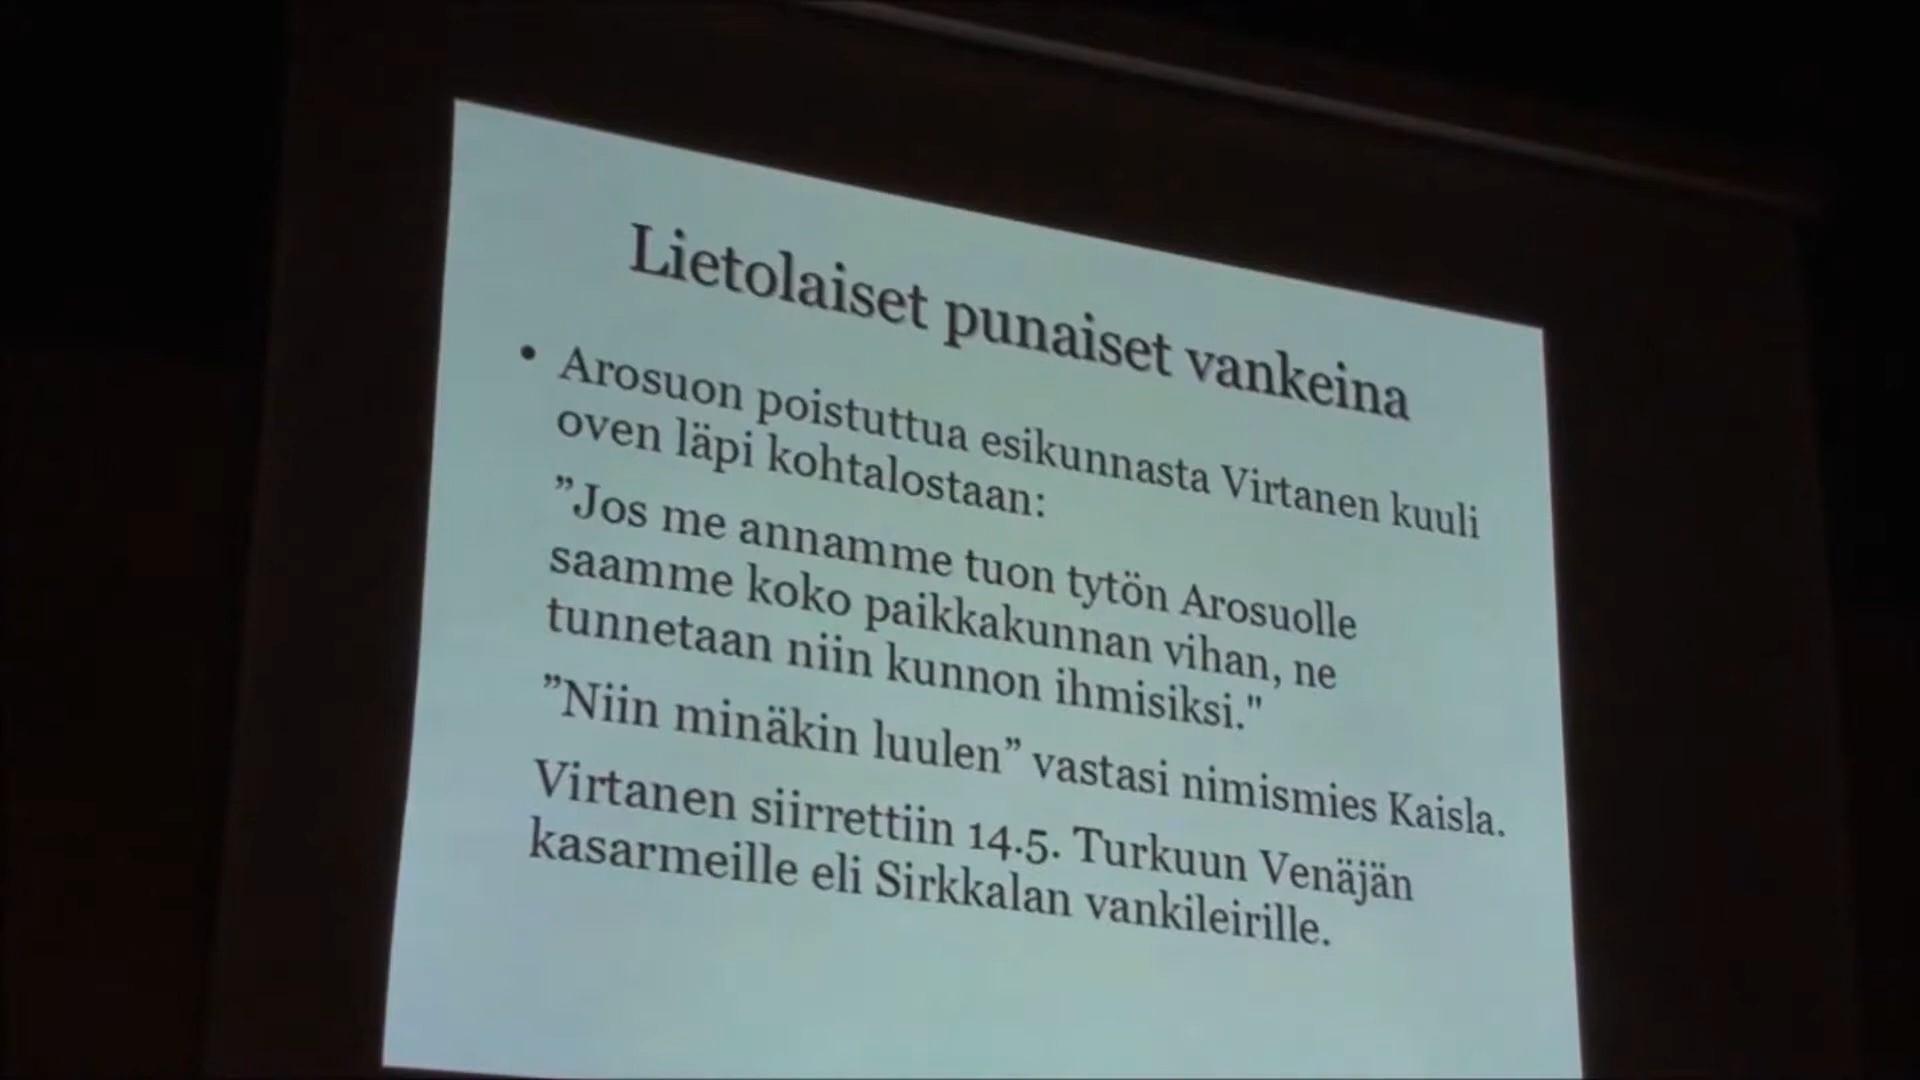 Lietolaiset punaiset vankeina
• Arosuon poistuttua esikunnasta Virtanen kuuli
oven läpi kohtalostaan:
”Jos me annamme tuon tytön Arosuolle
saamme koko paikkakunnan vihan, ne
tunnetaan niin kunnon ihmisiksi."
”Niin minäkin luulen” vastasi nimismies Kaisla.
Virtanen siirrettiin 14.5. Turkuun Venäjän
kasarmeille eli Sirkkalan vankileirille.